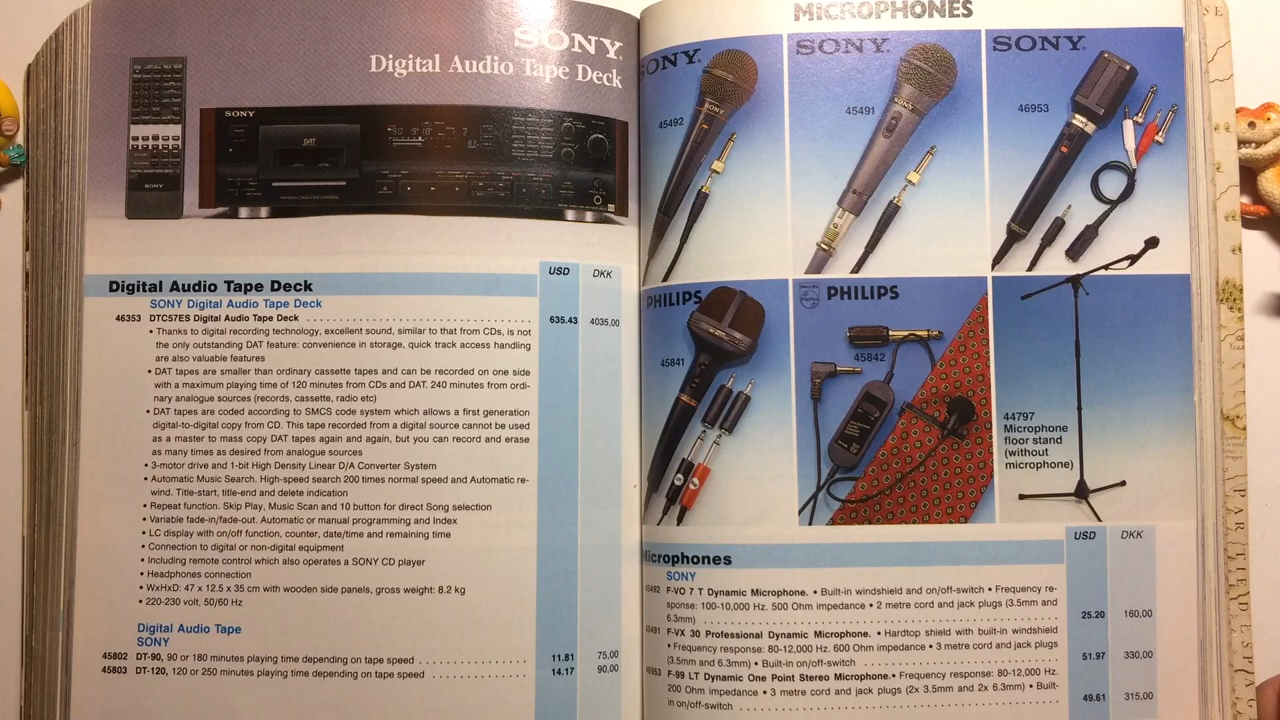 SONY®
Digital Audio Tape Deck
SONY
DAT
SONY
USD DKK
Digital Audio Tape Deck
SONY Digital Audio Tape Deck
46353 DTC57ES Digital Audio Tape Deck 635.43 4035,00
• Thanks to digital recording technology, excellent sound, similar to that from CDs, is not
the only outstanding DAT feature: convenience in storage, quick track access handling
are also valuable features
• DAT tapes are smaller than ordinary cassette tapes and can be recorded on one side
with a maximum playing time of 120 minutes from CDs and DAT. 240 minutes from ordi-
nary analogue sources (records, cassette, radio etc)
• DAT tapes are coded according to SMCS code system which allows a first generation
digital-to-digital copy from CD. This tape recorded from a digital source cannot be used
as a master to mass copy DAT tapes again and again, but you can record and erase
as many times as desired from analogue sources
• 3-motor drive and 1-bit High Density Linear D/A Converter System
• Automatic Music Search. High-speed search 200 times normal speed and Automatic re-
wind. Title-start, title-end and delete indication
• Repeat function. Skip Play, Music Scan and 10 button for direct Song selection
• Variable fade-in/fade-out. Automatic or manual programming and Index
• LC display with on/off function, counter, date/time and remaining time
• Connection to digital or non-digital equipment
• Including remote control which also operates a SONY CD player
• Headphones connection
• WxHxD: 47 x 12.5 x 35 cm with wooden side panels, gross weight: 8.2 kg
• 220-230 volt, 50/60 Hz
Digital Audio Tape
SONY
45802 DT-90, 90 or 180 minutes playing time depending on tape speed 11.81 75,00
45803 DT-120, 120 or 250 minutes playing time depending on tape speed 14.17 90,00
MICROPHONES
SONY®
45492
SONY
SONY®
45491
SONY
SONY®
46953
SONY
PHILIPS
45841
PHILIPS
PHILIPS
45842
44797
Microphone
floor stand
(without
microphone)
USD DKK
Microphones
SONY
45492 F-VO 7 T Dynamic Microphone. • Built-in windshield and on/off-switch • Frequency re-
sponse: 100-10,000 Hz. 500 Ohm impedance • 2 metre cord and jack plugs (3.5mm and
6.3mm) 25.20 160,00
45491 F-VX 30 Professional Dynamic Microphone. • Hardtop shield with built-in windshield
• Frequency response: 80-12,000 Hz. 600 Ohm impedance • 3 metre cord and jack plugs
(3.5mm and 6.3mm) • Built-in on/off-switch 51.97 330,00
46953 F-99 LT Dynamic One Point Stereo Microphone.• Frequency response: 80-12,000 Hz.
200 Ohm impedance • 3 metre cord and jack plugs (2x 3.5mm and 2x 6.3mm) • Built-
in on/off-switch 49.61 315,00